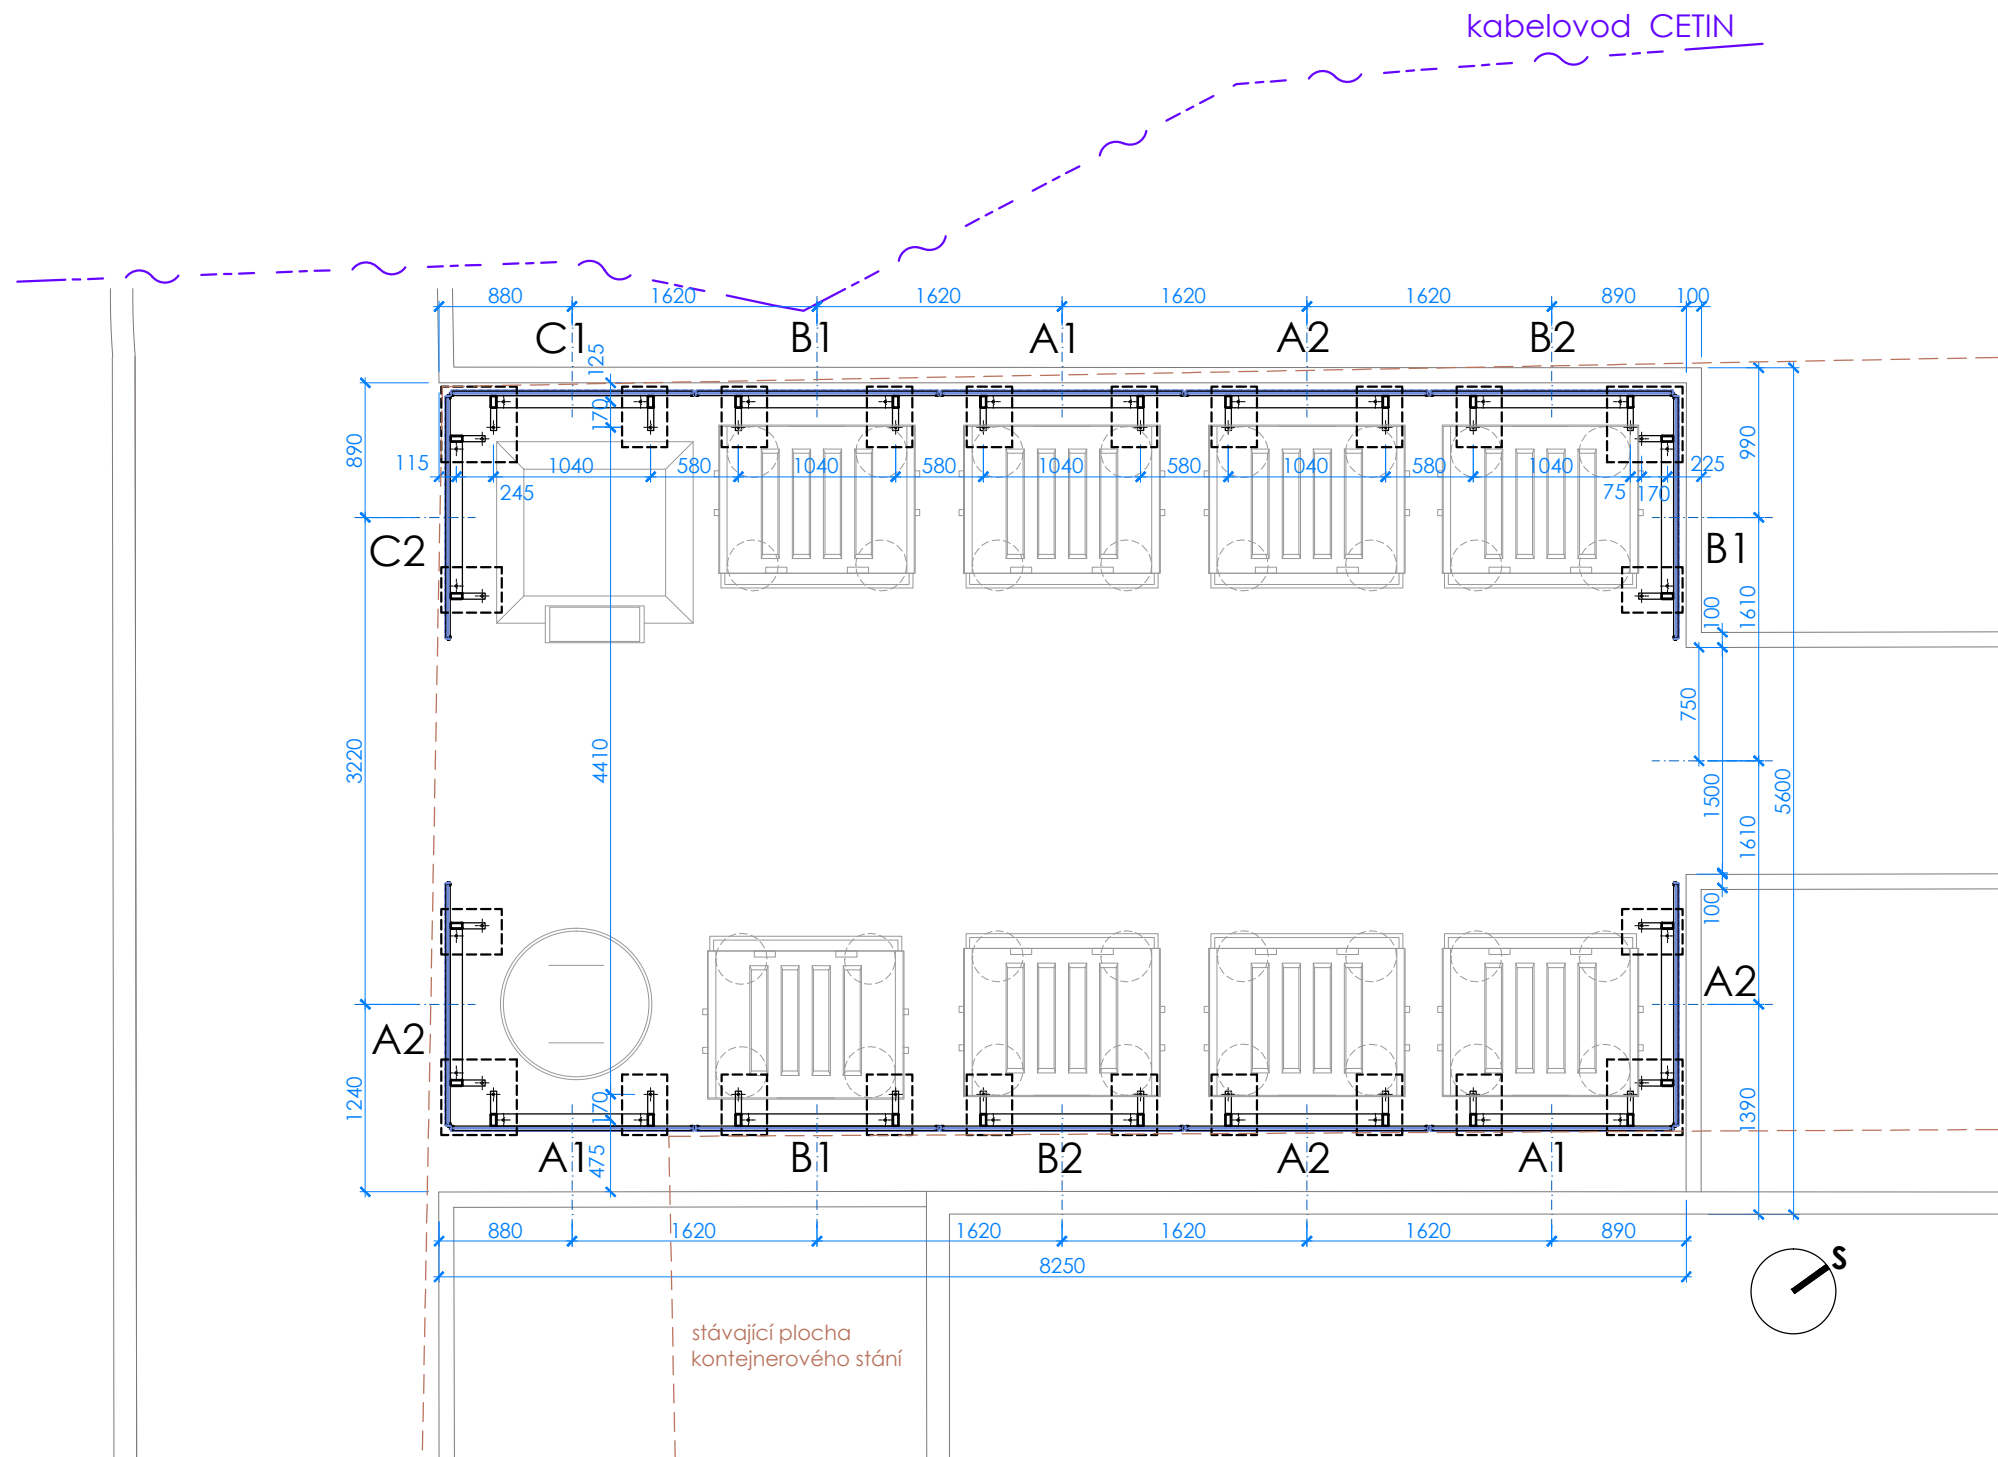 kabelovod CETIN
880 1620 1620 1620 1620 890 100
C1 B1 A1 A2 B2
125
170
890
990
115 1040 580 1040 580 1040 580 1040 580 1040 225
245 75 170
C2 B1
100
1610
750
3220
4410
1500
5600
1610
100
A2
A2
1240
170
1390
A1 B1 B2 A2 A1
475
880 1620 1620 1620 1620 890
8250
S
stávající plocha
kontejnerového stání